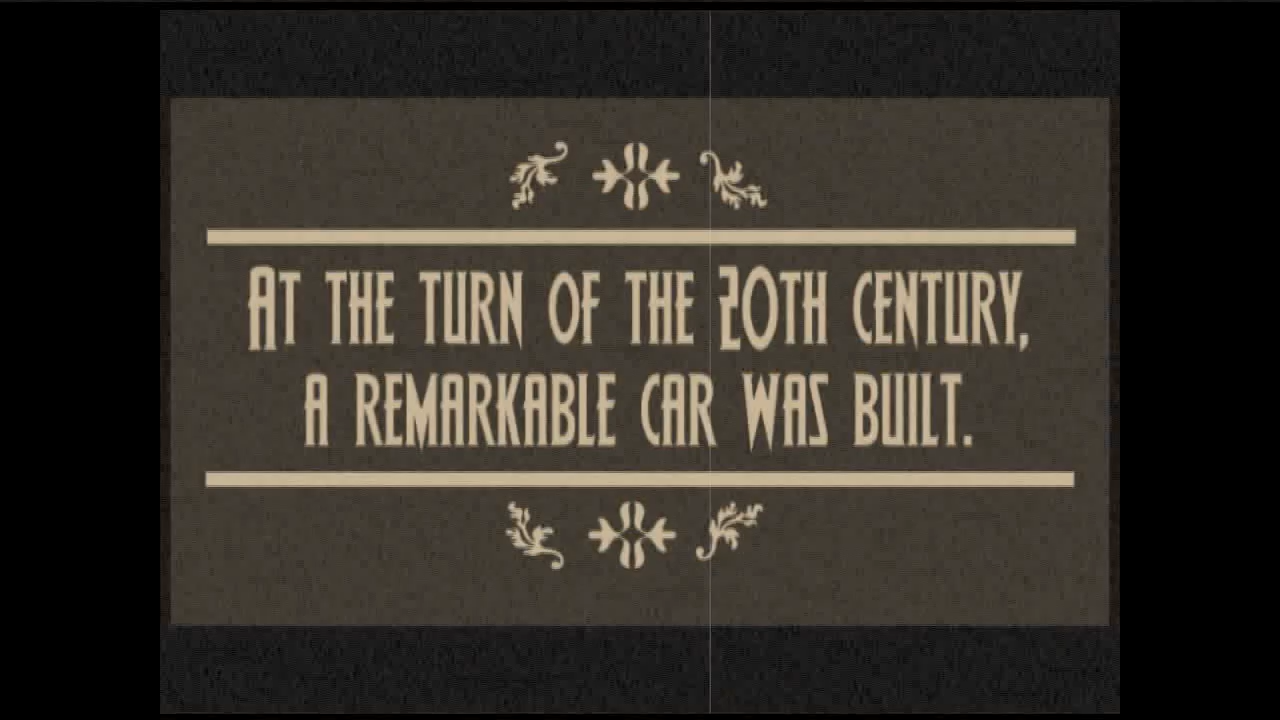 At the turn of the 20th century,
a remarkable car was built.